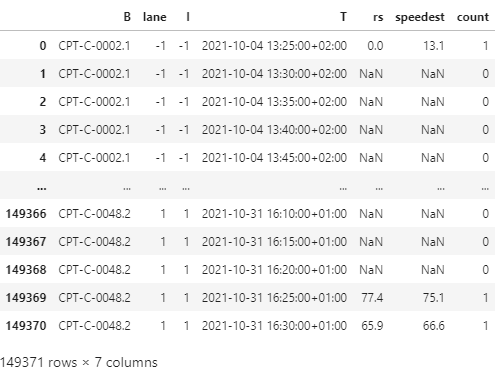 B lane I T rs speedest count
0 CPT-C-0002.1 -1 -1 2021-10-04 13:25:00+02:00 0.0 13.1 1
1 CPT-C-0002.1 -1 -1 2021-10-04 13:30:00+02:00 NaN NaN 0
2 CPT-C-0002.1 -1 -1 2021-10-04 13:35:00+02:00 NaN NaN 0
3 CPT-C-0002.1 -1 -1 2021-10-04 13:40:00+02:00 NaN NaN 0
4 CPT-C-0002.1 -1 -1 2021-10-04 13:45:00+02:00 NaN NaN 0
... ... ... ... ... ... ... ...
149366 CPT-C-0048.2 1 1 2021-10-31 16:10:00+01:00 NaN NaN 0
149367 CPT-C-0048.2 1 1 2021-10-31 16:15:00+01:00 NaN NaN 0
149368 CPT-C-0048.2 1 1 2021-10-31 16:20:00+01:00 NaN NaN 0
149369 CPT-C-0048.2 1 1 2021-10-31 16:25:00+01:00 77.4 75.1 1
149370 CPT-C-0048.2 1 1 2021-10-31 16:30:00+01:00 65.9 66.6 1
149371 rows × 7 columns